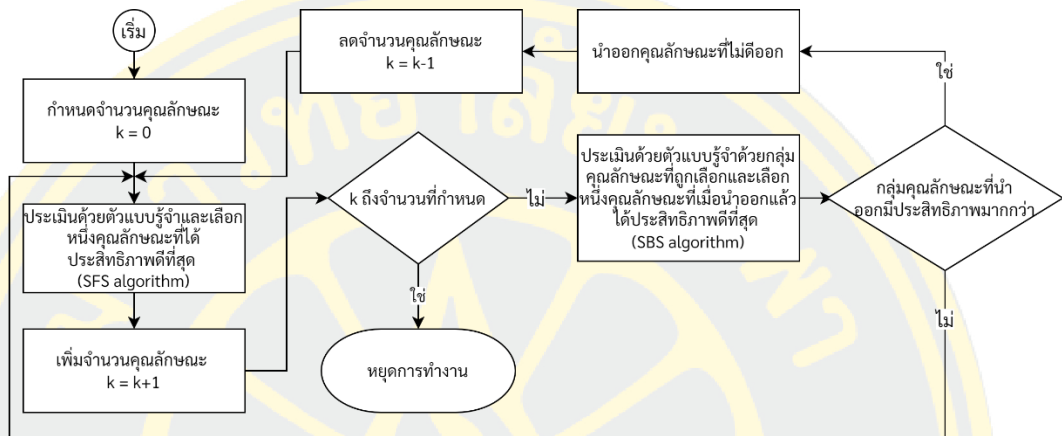 เริ่ม
กำหนดจำนวนคุณลักษณะ
k = 0
ประเมินด้วยตัวแบบรู้จำและเลือก
หนึ่งคุณลักษณะที่ได้
ประสิทธิภาพดีที่สุด
(SFS algorithm)
เพิ่มจำนวนคุณลักษณะ
k = k+1
k ถึงจำนวนที่กำหนด
ใช่
หยุดการทำงาน
ไม่
ประเมินด้วยตัวแบบรู้จำด้วยกลุ่ม
คุณลักษณะที่ถูกเลือกและเลือก
หนึ่งคุณลักษณะที่เมื่อนำออกแล้ว
ได้ประสิทธิภาพดีที่สุด
(SBS algorithm)
กลุ่มคุณลักษณะที่นำ
ออกมีประสิทธิภาพมากกว่า
ใช่
นำออกคุณลักษณะที่ไม่ดีออก
ลดจำนวนคุณลักษณะ
k = k-1
ไม่